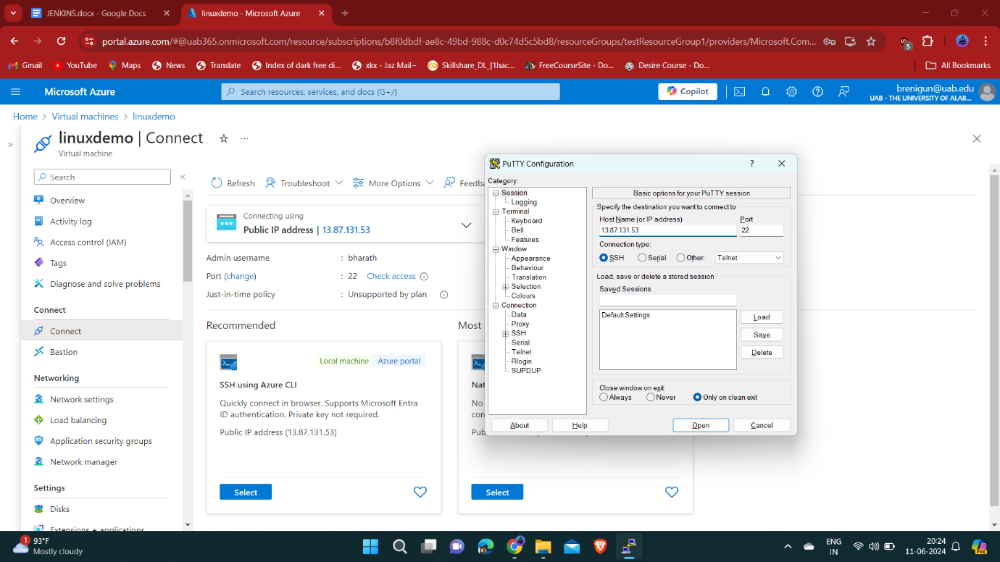 JENKINS.docx - Google Docs
linuxdemo - Microsoft Azure
portal.azure.com/#@uab365.onmicrosoft.com/resource/subscriptions/b8f0dbdf-ae8c-49bd-988c-d0c74d5c5bd8/resourceGroups/testResourceGroup1/providers/Microsoft.Com...
5
Gmail
YouTube
Maps
News
Translate
Index of dark free di...
xkx - Jaz Mail--
Skillshare_DL_[1hac...
FreeCourseSite - Do...
Desire Course - Do...
All Bookmarks
Microsoft Azure
Search resources, services, and docs (G+/)
Copilot
brenigun@uab.edu
UAB - THE UNIVERSITY OF ALAB...
Home > Virtual machines > linuxdemo
linuxdemo | Connect
Virtual machine
Search
Overview
Activity log
Access control (IAM)
Tags
Diagnose and solve problems
Connect
Connect
Bastion
Networking
Network settings
Load balancing
Application security groups
Network manager
Settings
Disks
Extensions + applications
Refresh
Troubleshoot
More Options
Feedba
Connecting using
Public IP address | 13.87.131.53
Admin username : bharath
Port (change) : 22 Check access
Just-in-time policy : Unsupported by plan
Recommended
Local machine
Azure portal
SSH using Azure CLI
Quickly connect in browser. Supports Microsoft Entra
ID authentication. Private key not required.
Public IP address (13.87.131.53)
Select
Most
Nat
No
con
Pub
Select
PuTTY Configuration
? 
Category:
Session
Logging
Terminal
Keyboard
Bell
Features
Window
Appearance
Behaviour
Translation
Selection
Colours
Connection
Data
Proxy
SSH
Serial
Telnet
Rlogin
SUPDUP
Basic options for your PuTTY session
Specify the destination you want to connect to
Host Name (or IP address) Port
13.87.131.53 22
Connection type:
SSH Serial Other: Telnet
Load, save or delete a stored session
Saved Sessions
Default Settings
Load
Save
Delete
Close window on exit:
Always Never Only on clean exit
About Help Open Cancel
1
93°F
Mostly cloudy
ENG
IN
20:24
11-06-2024
PRE